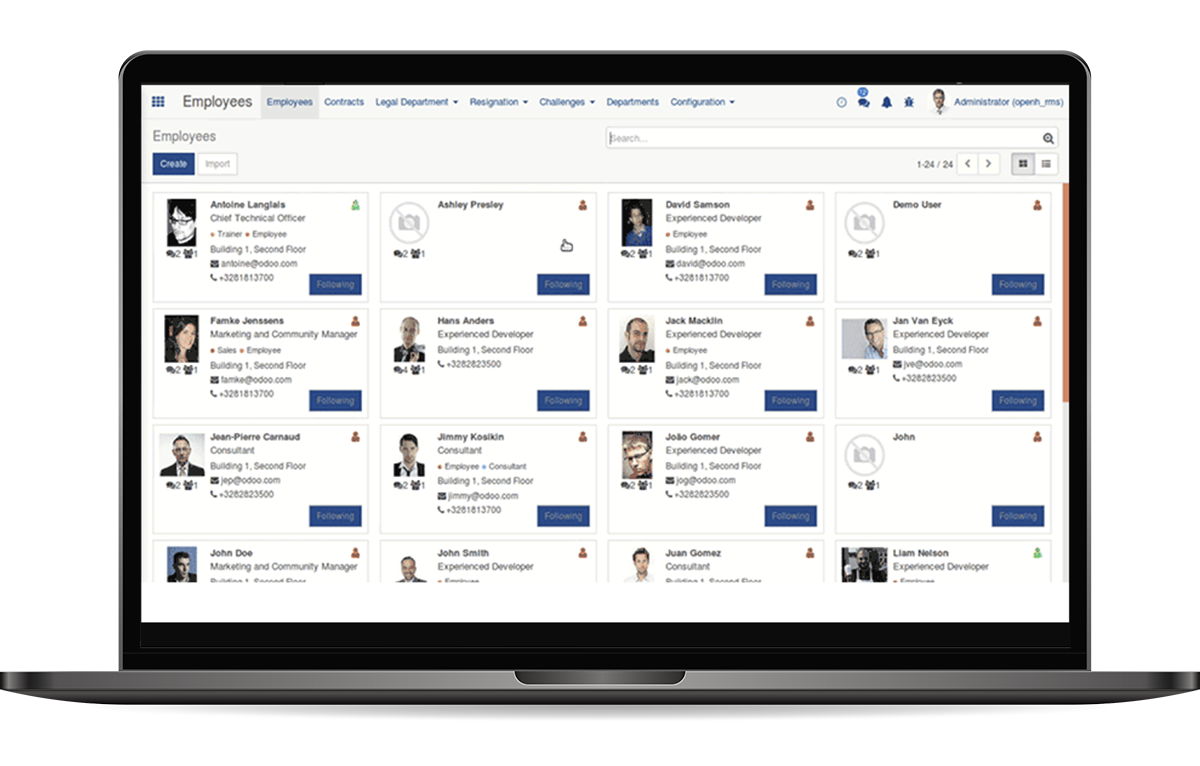 Employees Employees Contracts Legal Department Resignation Challenges Departments Configuration Administrator (openh_rms)
Employees
Search...
Create Import 1-24 / 24
Antoine Langlais
Chief Technical Officer
Trainer Employee
Building 1, Second Floor
antoine@odoo.com
+3281813700
2 1
Following
Ashley Presley
2 1
Following
David Samson
Experienced Developer
Employee
Building 1, Second Floor
david@odoo.com
+3281813700
2 1
Following
Demo User
2 1
Following
Famke Jenssens
Marketing and Community Manager
Sales Employee
Building 1, Second Floor
famke@odoo.com
+3281813700
2 1
Following
Hans Anders
Experienced Developer
Building 1, Second Floor
+3282823500
4 1
Following
Jack Macklin
Experienced Developer
Employee
Building 1, Second Floor
jack@odoo.com
+3281813700
2 1
Following
Jan Van Eyck
Experienced Developer
Building 1, Second Floor
jve@odoo.com
+3282823500
2 1
Following
Jean-Pierre Carnaud
Consultant
Building 1, Second Floor
jep@odoo.com
+3282823500
2 1
Following
Jimmy Kosikin
Consultant
Employee Consultant
Building 1, Second Floor
jimmy@odoo.com
+3281813700
2 1
Following
João Gomer
Experienced Developer
Building 1, Second Floor
jog@odoo.com
+3282823500
2 1
Following
John
2 1
Following
John Doe
Marketing and Community Manager
Building 1, Second Floor
John Smith
Experienced Developer
Employee
Juan Gomez
Consultant
Building 1, Second Floor
Liam Nelson
Experienced Developer
Employee